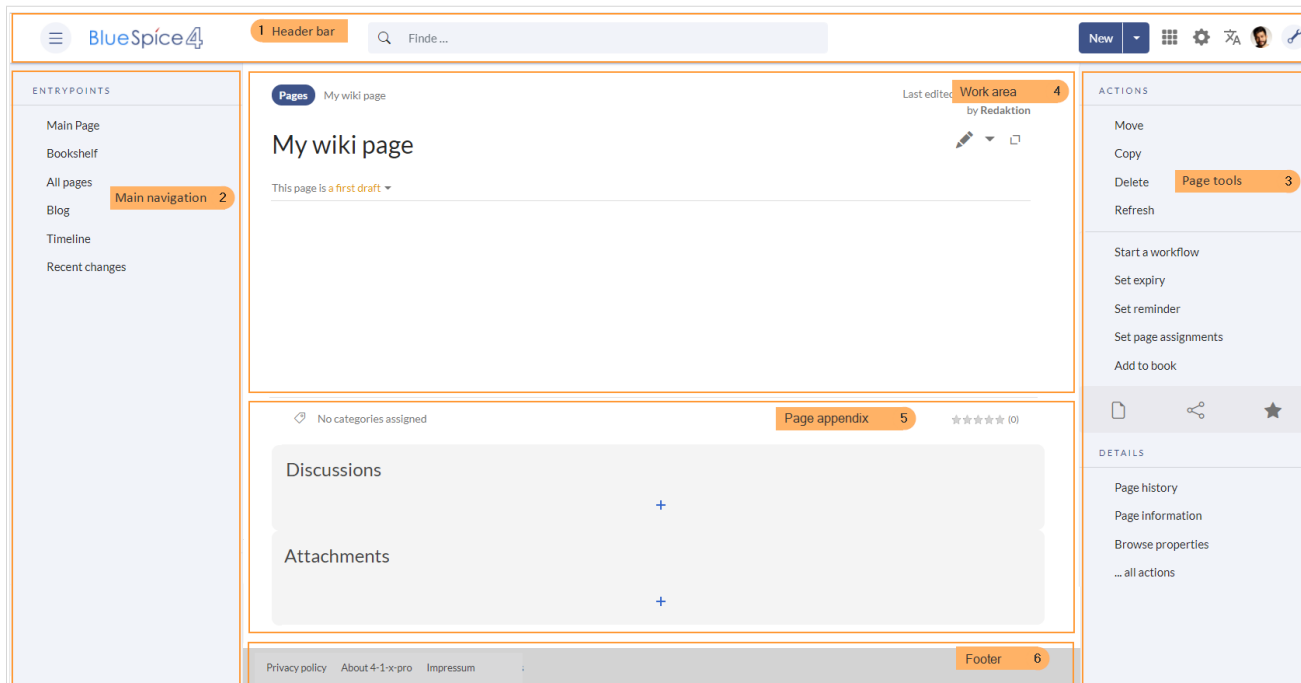 BlueSpice 4
1 Header bar
Finde ...
New
ENTRYPOINTS
Main Page
Bookshelf
All pages
Blog
Timeline
Recent changes
Main navigation 2
Pages My wiki page
Last edited
Work area 4
by Redaktion
My wiki page
This page is a first draft
ACTIONS
Move
Copy
Delete
Page tools 3
Refresh
Start a workflow
Set expiry
Set reminder
Set page assignments
Add to book
No categories assigned
Page appendix 5
(0)
Discussions
+
Attachments
+
DETAILS
Page history
Page information
Browse properties
... all actions
Privacy policy About 4-1-x-pro Impressum
Footer 6